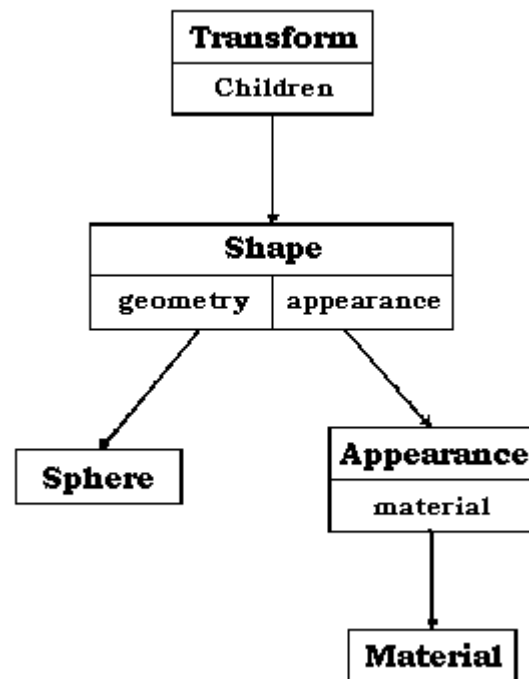 Transform
Children
Shape
geometry appearance
Sphere
Appearance
material
Material